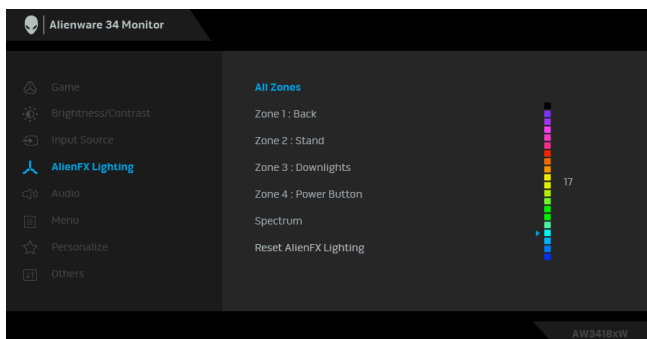 Alienware 34 Monitor
Game
Brightness/Contrast
Input Source
AlienFX Lighting
Audio
Menu
Personalize
Others
All Zones
Zone 1 : Back
Zone 2 : Stand
Zone 3 : Downlights
Zone 4 : Power Button
Spectrum
Reset AlienFX Lighting
17
AW3418xW